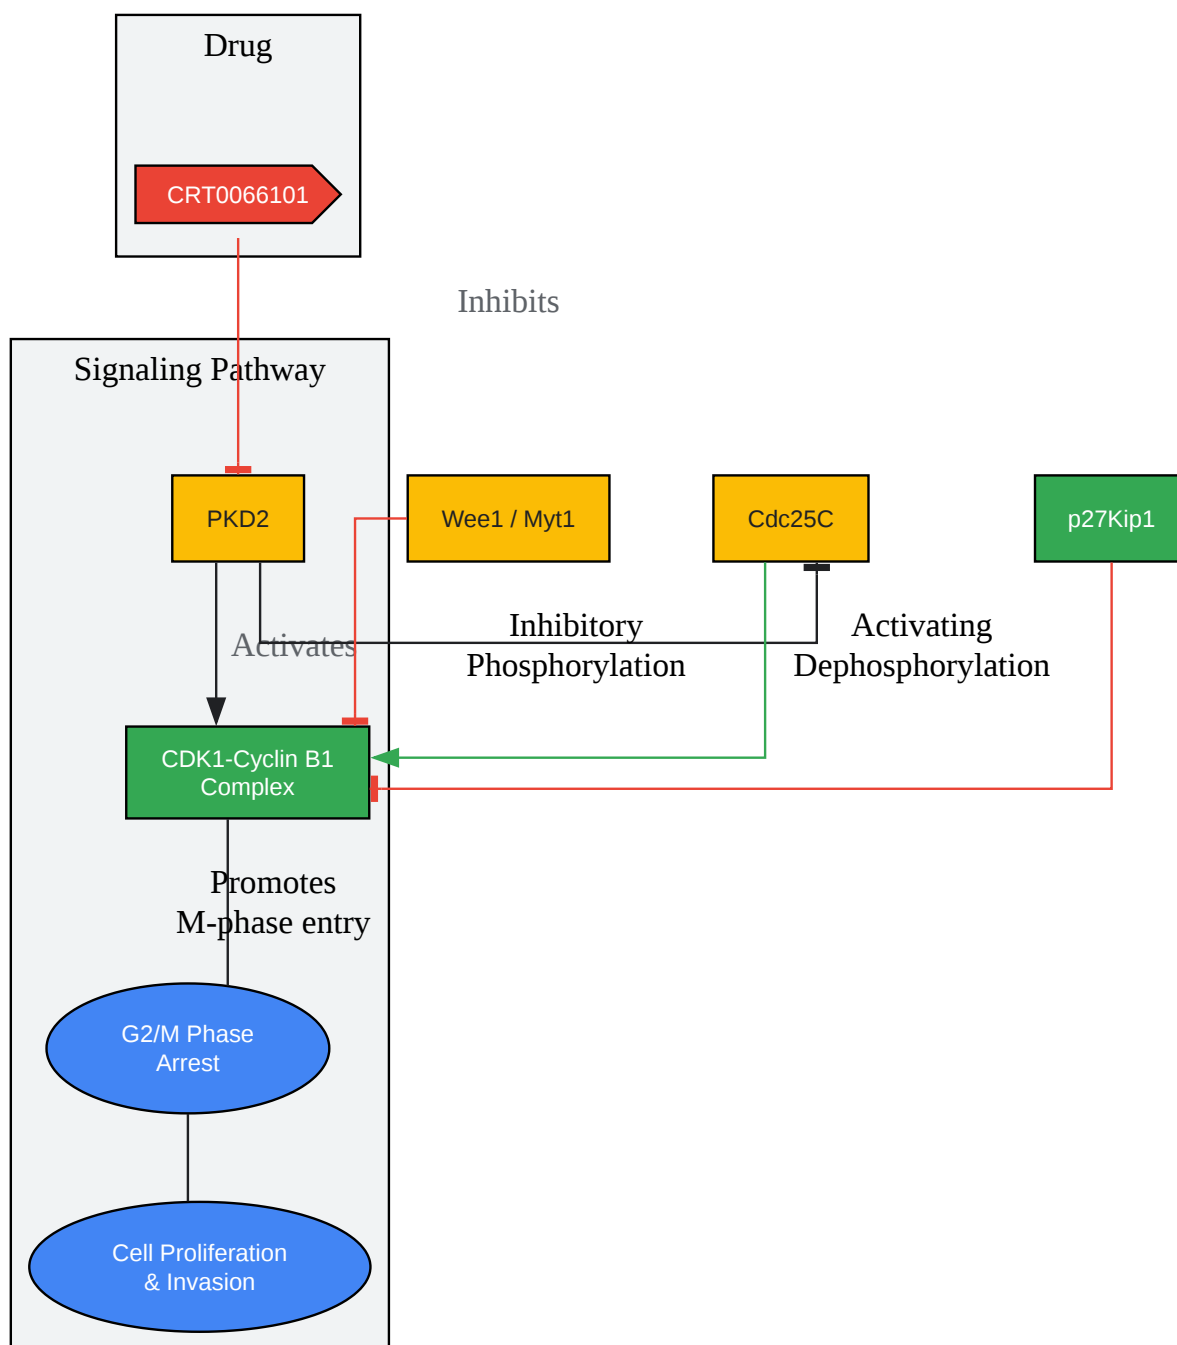 Drug
CRT0066101
Inhibits
Signaling Pathway
PKD2
Wee1 / Myt1
Cdc25C
p27Kip1
Activates
Inhibitory
Phosphorylation
Activating
Dephosphorylation
CDK1-Cyclin B1
Complex
Promotes
M-phase entry
G2/M Phase
Arrest
Cell Proliferation
& Invasion